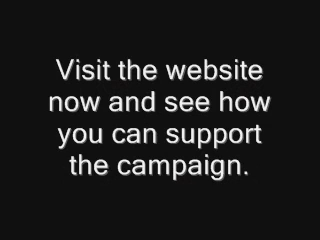 Visit the website
now and see how
you can support
the campaign.